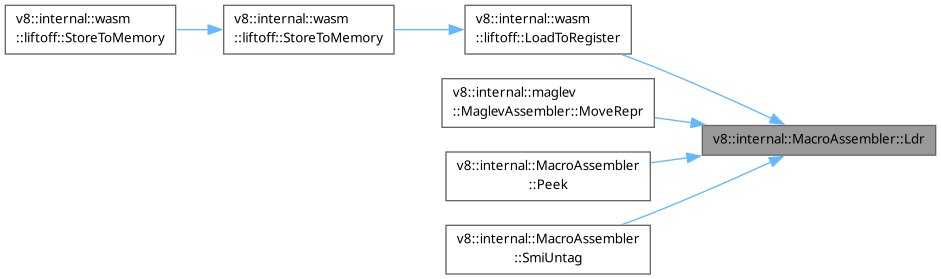 v8::internal::wasm
::liftoff::StoreToMemory
v8::internal::wasm
::liftoff::StoreToMemory
v8::internal::wasm
::liftoff::LoadToRegister
v8::internal::maglev
::MaglevAssembler::MoveRepr
v8::internal::MacroAssembler::Ldr
v8::internal::MacroAssembler
::Peek
v8::internal::MacroAssembler
::SmiUntag